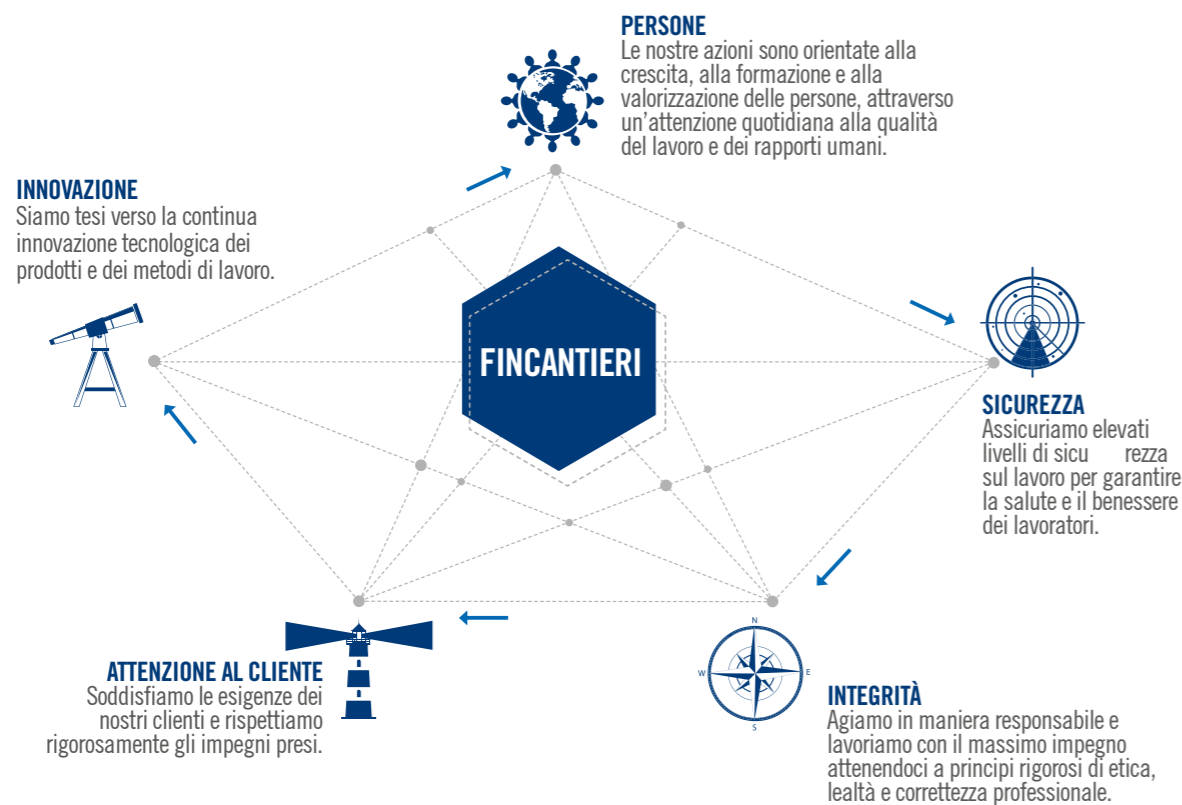 PERSONE
Le nostre azioni sono orientate alla
crescita, alla formazione e alla
valorizzazione delle persone, attraverso
un'attenzione quotidiana alla qualità
del lavoro e dei rapporti umani.
INNOVAZIONE
Siamo tesi verso la continua
innovazione tecnologica dei
prodotti e dei metodi di lavoro.
FINCANTIERI
SICUREZZA
Assicuriamo elevati
livelli di sicu rezza
sul lavoro per garantire
la salute e il benessere
dei lavoratori.
ATTENZIONE AL CLIENTE
Soddisfiamo le esigenze dei
nostri clienti e rispettiamo
rigorosamente gli impegni presi.
N
W
E
S
INTEGRITÀ
Agiamo in maniera responsabile e
lavoriamo con il massimo impegno
attenendoci a principi rigorosi di etica,
lealtà e correttezza professionale.